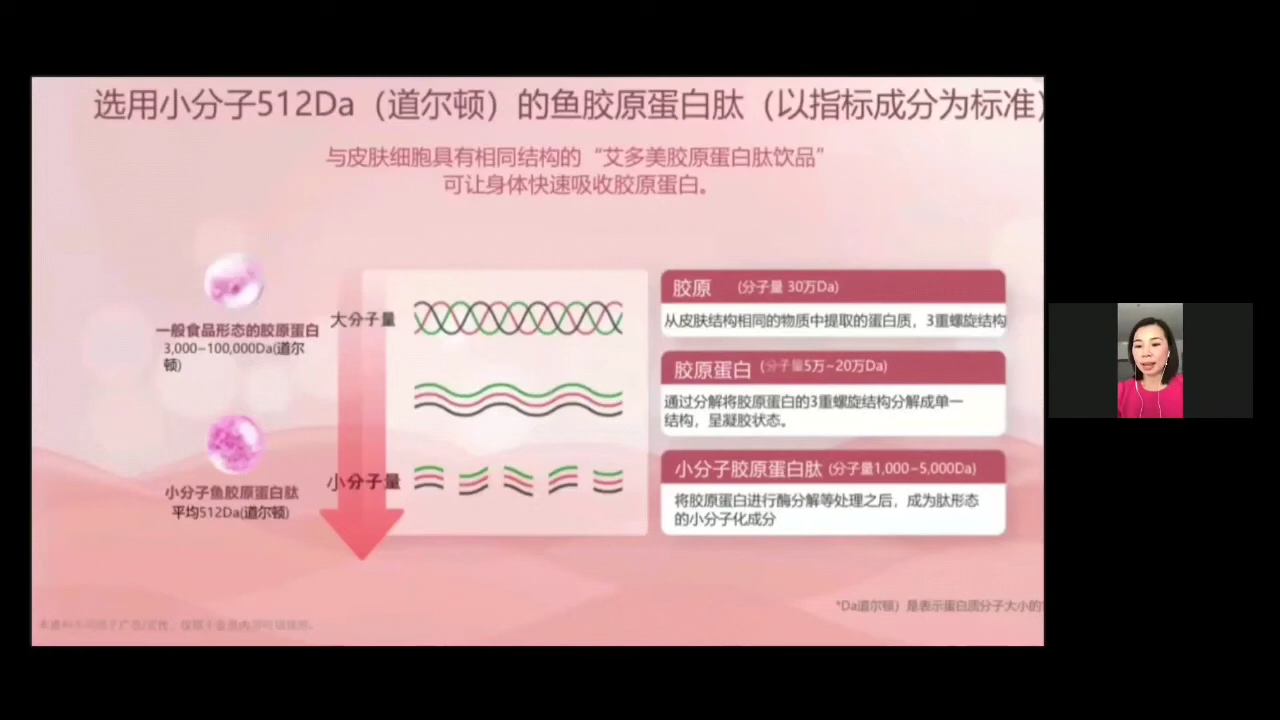 选用小分子512Da（道尔顿）的鱼胶原蛋白肽（以指标成分为标准）
与皮肤细胞具有相同结构的“艾多美胶原蛋白肽饮品”
可让身体快速吸收胶原蛋白。
一般食品形态的胶原蛋白
3,000-100,000Da(道尔
顿)
小分子鱼胶原蛋白肽
平均512Da(道尔顿)
大分子量
小分子量
胶原 (分子量 30万Da)
从皮肤结构相同的物质中提取的蛋白质，3重螺旋结构
胶原蛋白 (分子量5万~20万Da)
通过分解将胶原蛋白的3重螺旋结构分解成单一
结构，呈凝胶状态。
小分子胶原蛋白肽 (分子量1,000-5,000Da)
将胶原蛋白进行酶分解等处理之后，成为肽形态
的小分子化成分
*Da道尔顿）是表示蛋白质分子大小的